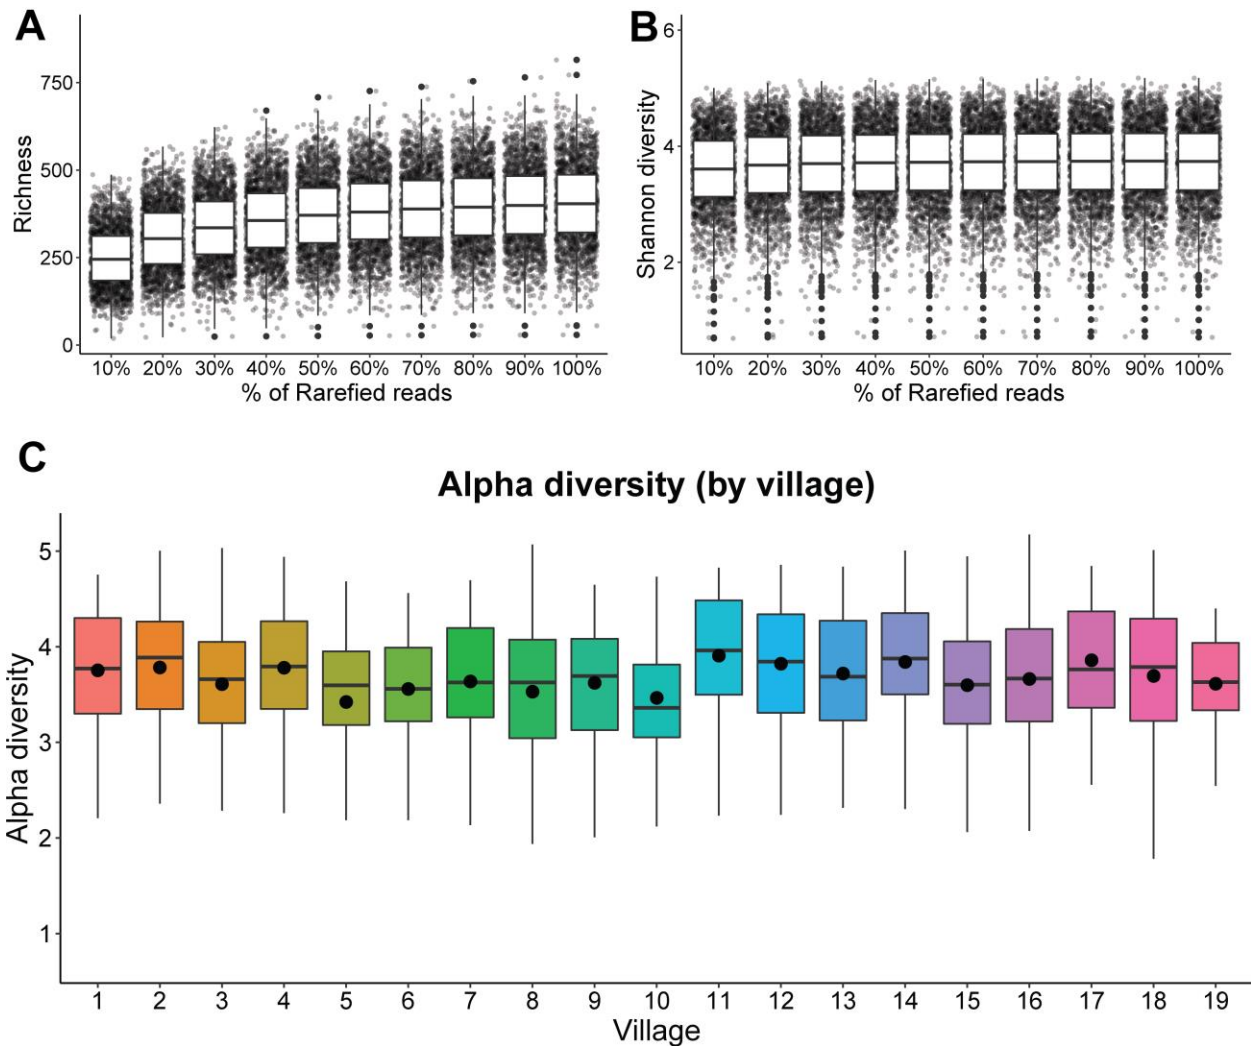 A
Richness
750
500
250
0
10% 20% 30% 40% 50% 60% 70% 80% 90% 100%
% of Rarefied reads
B
Shannon diversity
6
4
2
10% 20% 30% 40% 50% 60% 70% 80% 90% 100%
% of Rarefied reads
C
Alpha diversity (by village)
Alpha diversity
5
4
3
2
1
1 2 3 4 5 6 7 8 9 10 11 12 13 14 15 16 17 18 19
Village